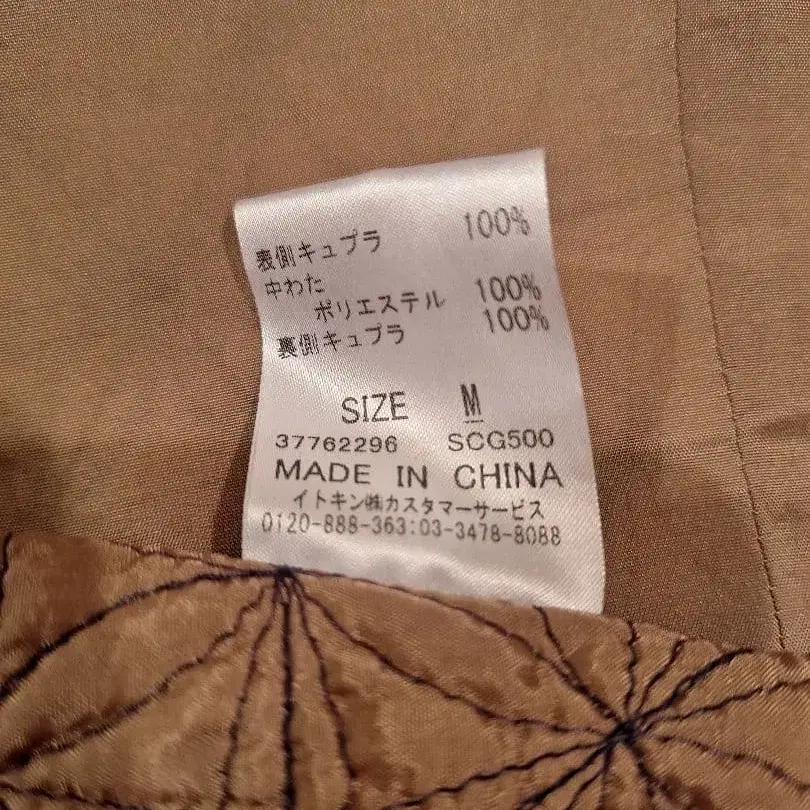 表側キュプラ 100%
中わた
ポリエステル 100%
裏側キュプラ 100%
SIZE M
37762296 SCG500
MADE IN CHINA
イトキン㈱カスタマーサービス
0120-888-363:03-3478-8088